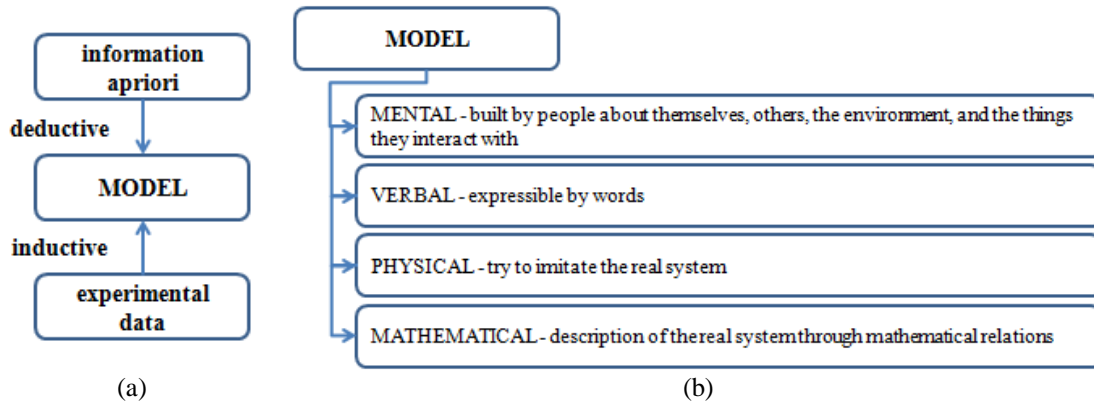 information
apriori
deductive
MODEL
inductive
experimental
data
(a)
MODEL
MENTAL - built by people about themselves, others, the environment, and the things
they interact with
VERBAL - expressible by words
PHYSICAL - try to imitate the real system
MATHEMATICAL - description of the real system through mathematical relations
(b)